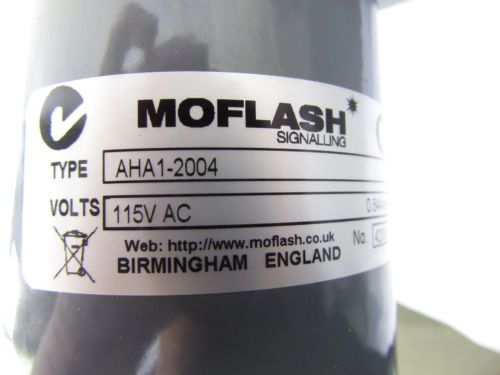 MOFLASH
SIGNALLING
TYPE AHA1-2004
VOLTS 115V AC
Web: http://www.moflash.co.uk
No
BIRMINGHAM ENGLAND